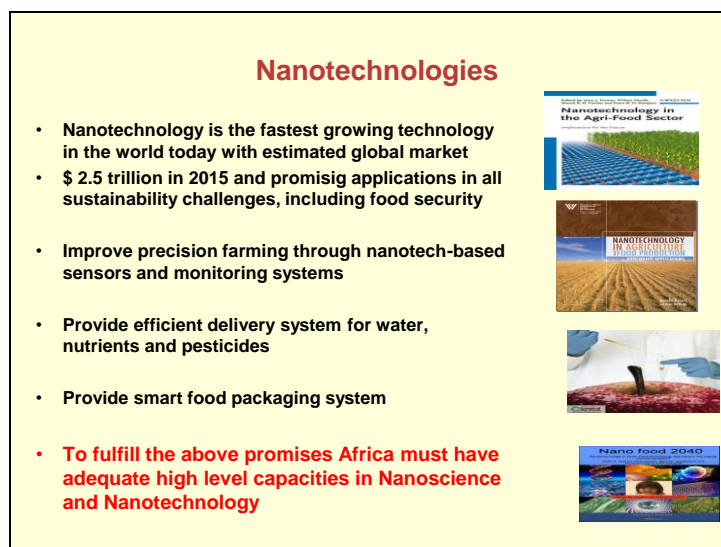 Nanotechnologies
• Nanotechnology is the fastest growing technology
in the world today with estimated global market
• $ 2.5 trillion in 2015 and promisig applications in all
sustainability challenges, including food security
• Improve precision farming through nanotech-based
sensors and monitoring systems
• Provide efficient delivery system for water,
nutrients and pesticides
• Provide smart food packaging system
• To fulfill the above promises Africa must have
adequate high level capacities in Nanoscience
and Nanotechnology
Nanotechnology in
the Agri-Food Sector
Implications for the Future
NANOTECHNOLOGY
IN AGRICULTURE
AND FOOD PRODUCTION
Nano food 2040